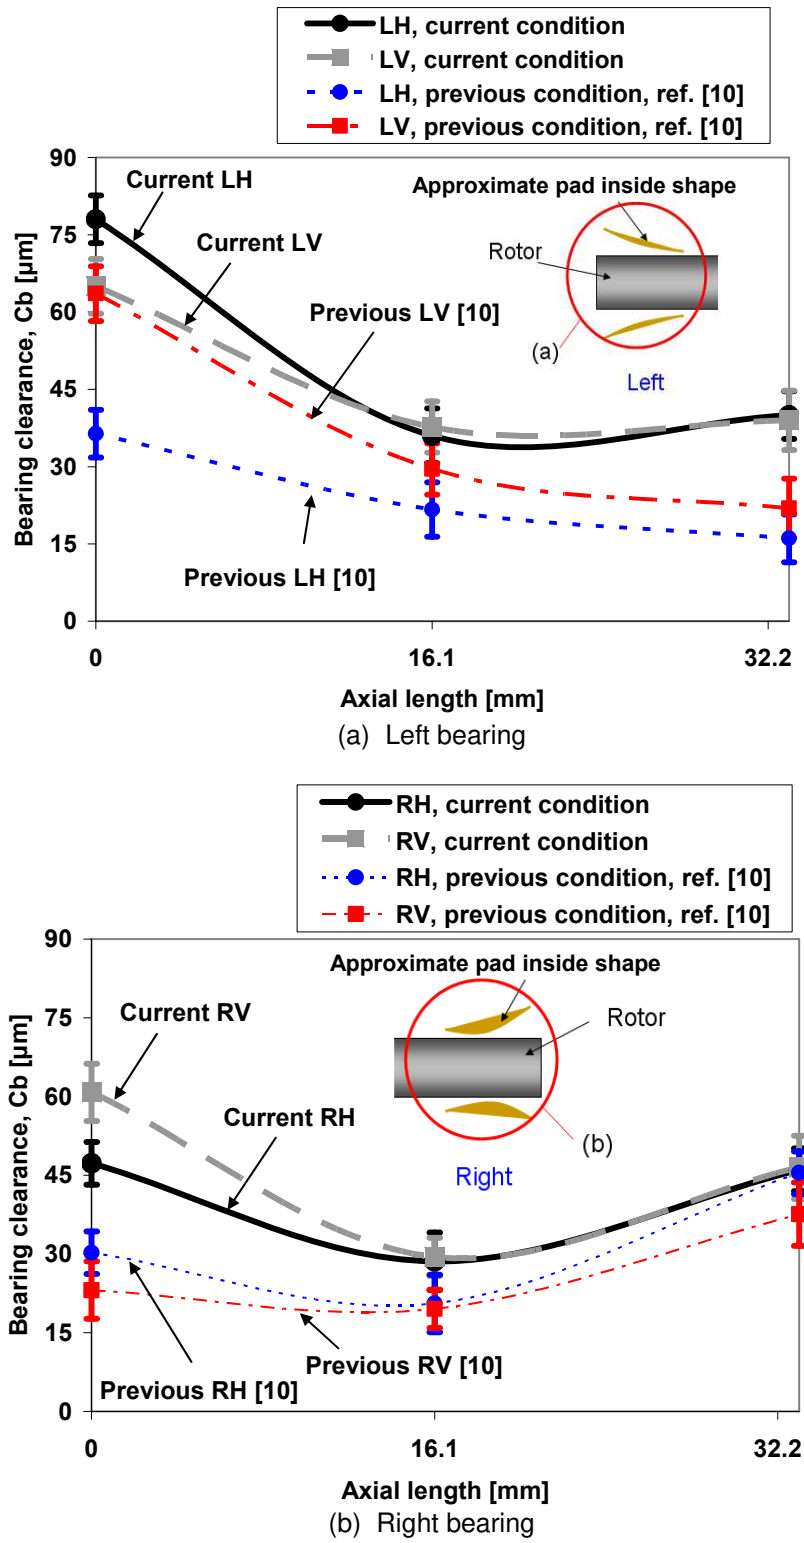 LH, current condition
LV, current condition
LH, previous condition, ref. [10]
LV, previous condition, ref. [10]
90
75
60
45
30
15
0
Bearing clearance, Cb [µm]
Current LH
Current LV
Previous LV [10]
Previous LH [10]
Approximate pad inside shape
Rotor
(a)
Left
0
16.1
32.2
Axial length [mm]
(a) Left bearing
RH, current condition
RV, current condition
RH, previous condition, ref. [10]
RV, previous condition, ref. [10]
90
75
60
45
30
15
0
Bearing clearance, Cb [µm]
Approximate pad inside shape
Current RV
Rotor
Current RH
(b)
Right
Previous RV [10]
Previous RH [10]
0
16.1
32.2
Axial length [mm]
(b) Right bearing